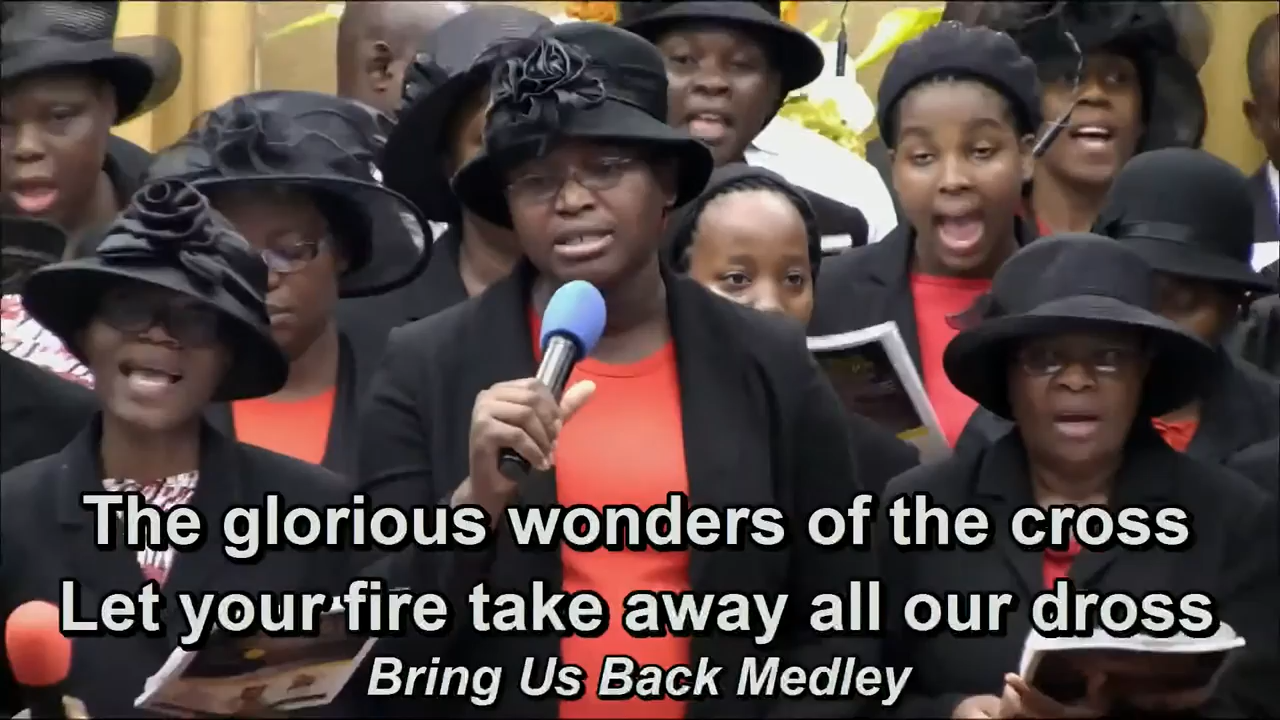 The glorious wonders of the cross
Let your fire take away all our dross
Bring Us Back Medley